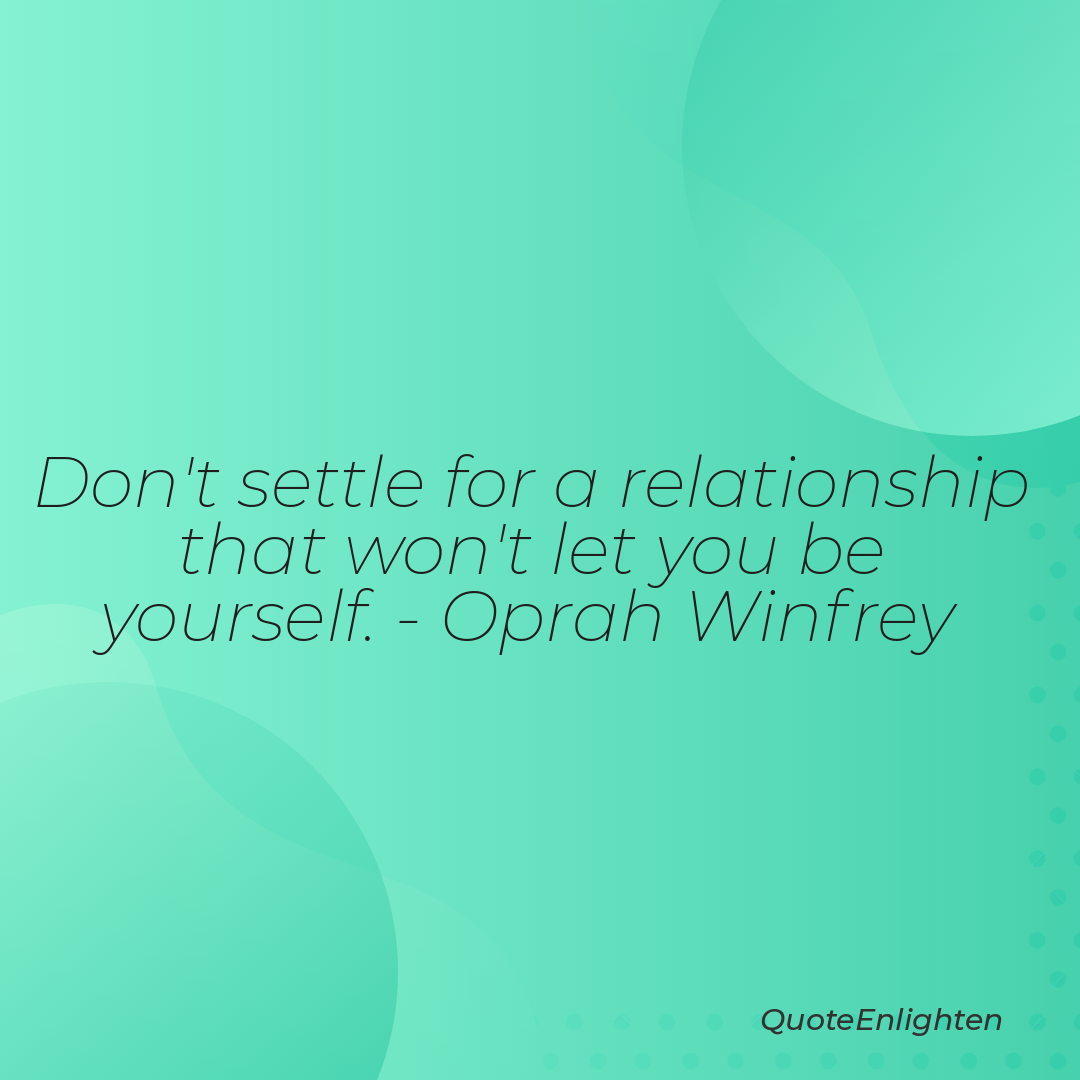 Don't settle for a relationship
that won't let you be
yourself. - Oprah Winfrey
QuoteEnlighten